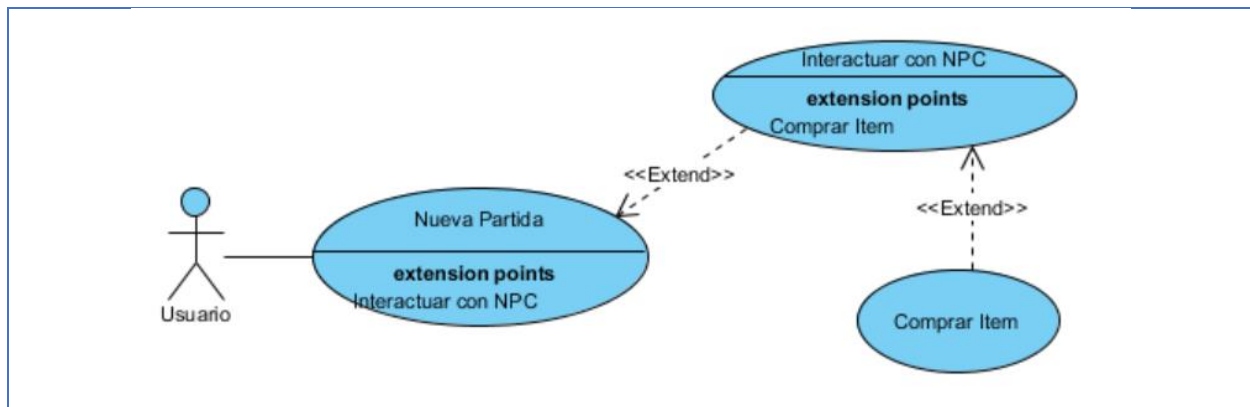 Interactuar con NPC
extension points
Comprar Item
<<Extend>>
<<Extend>>
Nueva Partida
extension points
Interactuar con NPC
Usuario
Comprar Item